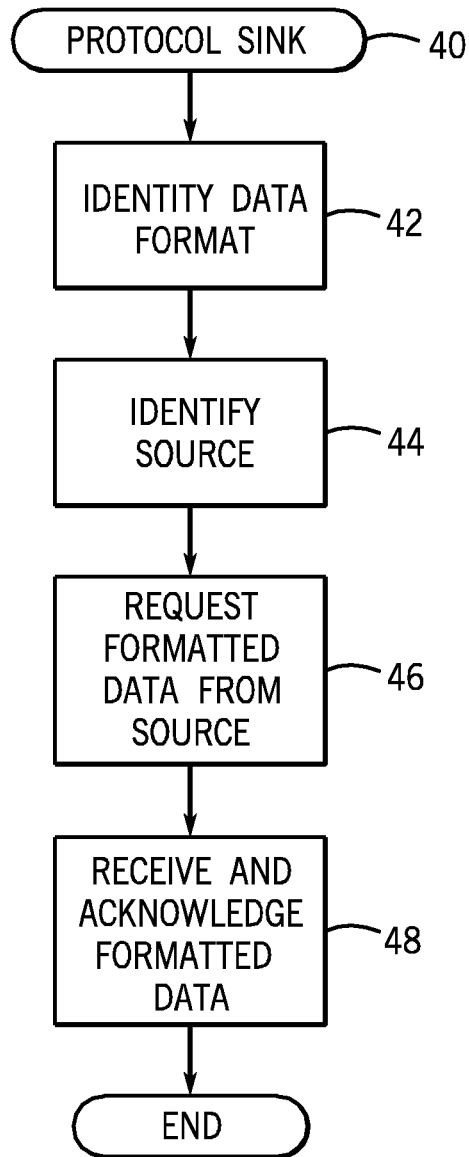 PROTOCOL SINK
40
IDENTITY DATA
FORMAT
42
IDENTIFY
SOURCE
44
REQUEST
FORMATTED
DATA FROM
SOURCE
46
RECEIVE AND
ACKNOWLEDGE
FORMATTED
DATA
48
END